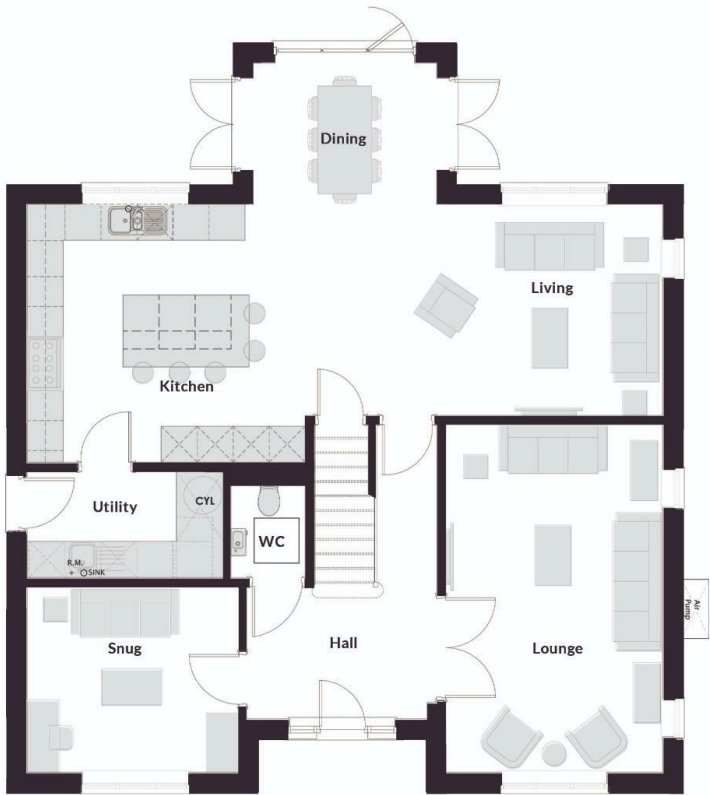 Dining
Living
Kitchen
Utility
CYL
WC
R.M.
SINK
Air
Pump
Snug
Hall
Lounge